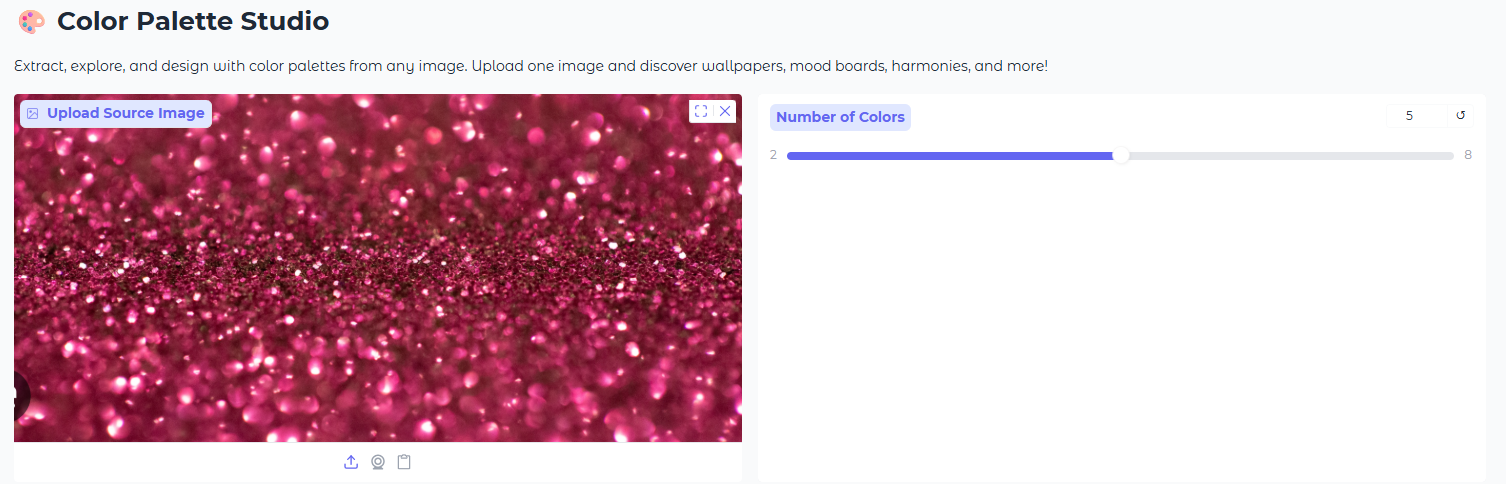 Color Palette Studio
Extract, explore, and design with color palettes from any image. Upload one image and discover wallpapers, mood boards, harmonies, and more!
Upload Source Image
Number of Colors
5
2
8